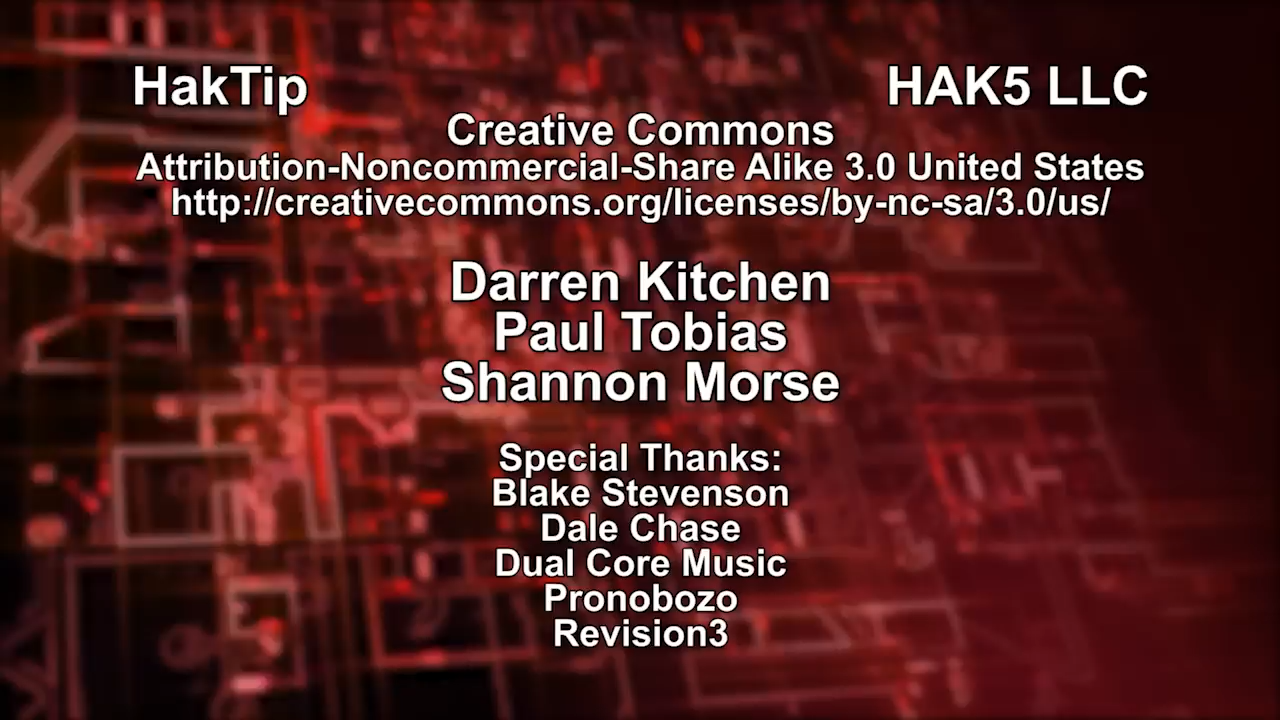 HakTip HAK5 LLC
Creative Commons
Attribution-Noncommercial-Share Alike 3.0 United States
http://creativecommons.org/licenses/by-nc-sa/3.0/us/
Darren Kitchen
Paul Tobias
Shannon Morse
Special Thanks:
Blake Stevenson
Dale Chase
Dual Core Music
Pronobozo
Revision3